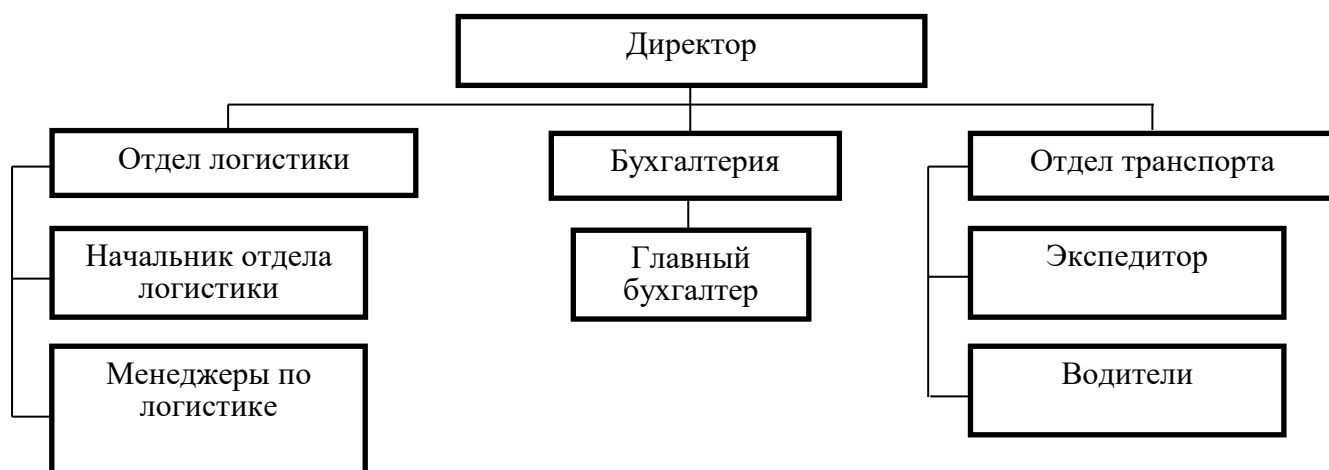 Директор
Отдел логистики
Бухгалтерия
Отдел транспорта
Начальник отдела
логистики
Главный
бухгалтер
Экспедитор
Менеджеры по
логистике
Водители